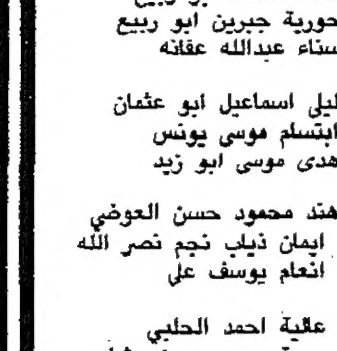 حورية جبرين ابو ربيع
سناء عبدالله عقانه
ليلى اسماعيل ابو عثمان
ابتسام موسى يونس
هدى موسى ابو زيد
هند محمود حسن العوضي
ايمان ذياب نجم نصر الله
انعام يوسف علي
عالية احمد الحلبي